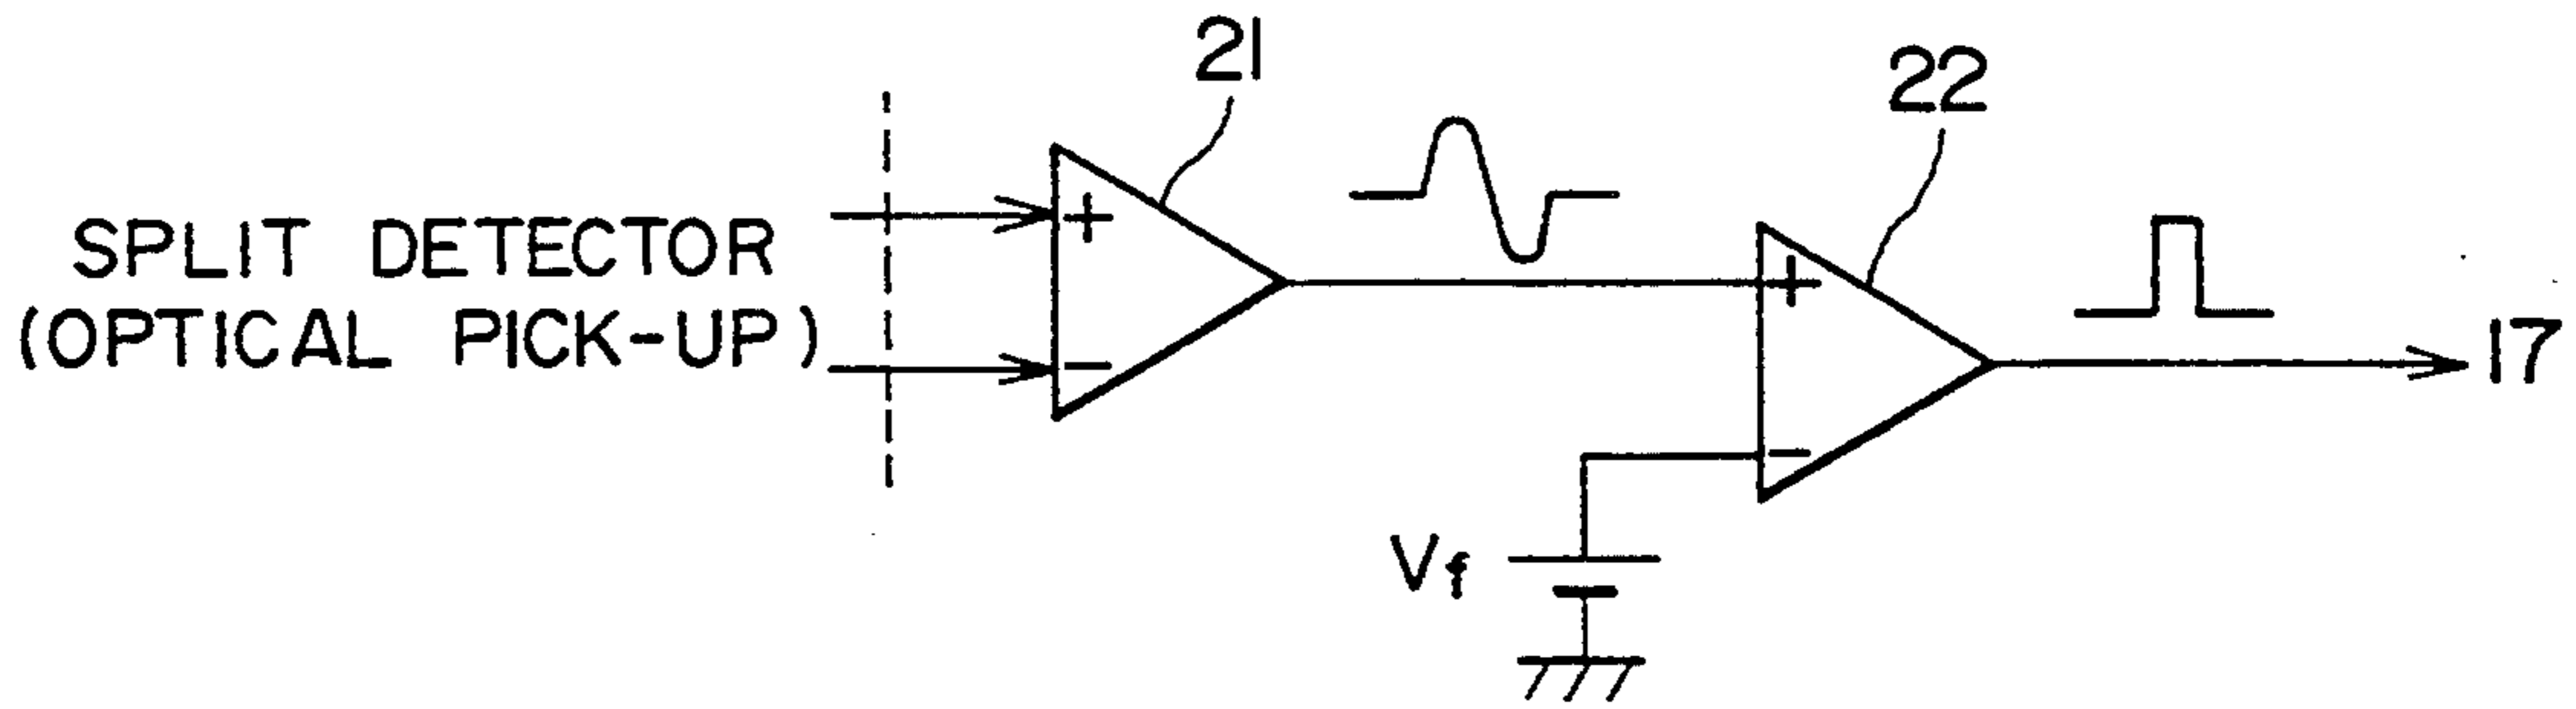 21
22
SPLIT DETECTOR
(OPTICAL PICK-UP)
+
-
+
-
17
Vf